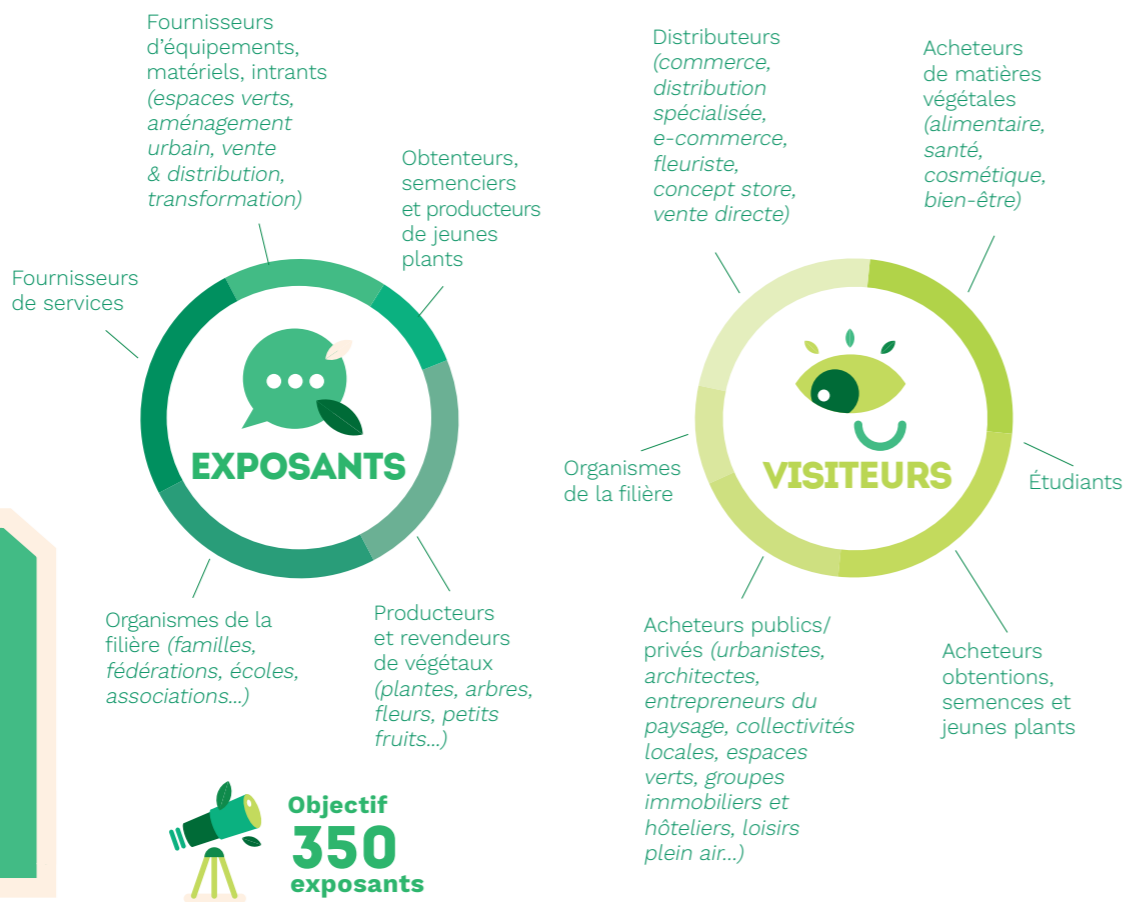 Fournisseurs
d'équipements,
matériels, intrants
(espaces verts,
aménagement
urbain, vente
& distribution,
transformation)
Obtenteurs,
semenciers
et producteurs
de jeunes
plants
Fournisseurs
de services
EXPOSANTS
Organismes de la
filière (familles,
fédérations, écoles,
associations...)
Producteurs
et revendeurs
de végétaux
(plantes, arbres,
fleurs, petits
fruits...)
Objectif
350
exposants
Distributeurs
(commerce,
distribution
spécialisée,
e-commerce,
fleuriste,
concept store,
vente directe)
Acheteurs
de matières
végétales
(alimentaire,
santé,
cosmétique,
bien-être)
VISITEURS
Organismes
de la filière
Étudiants
Acheteurs publics/
privés (urbanistes,
architectes,
entrepreneurs du
paysage, collectivités
locales, espaces
verts, groupes
immobiliers et
hôteliers, loisirs
plein air...)
Acheteurs
obtentions,
semences et
jeunes plants